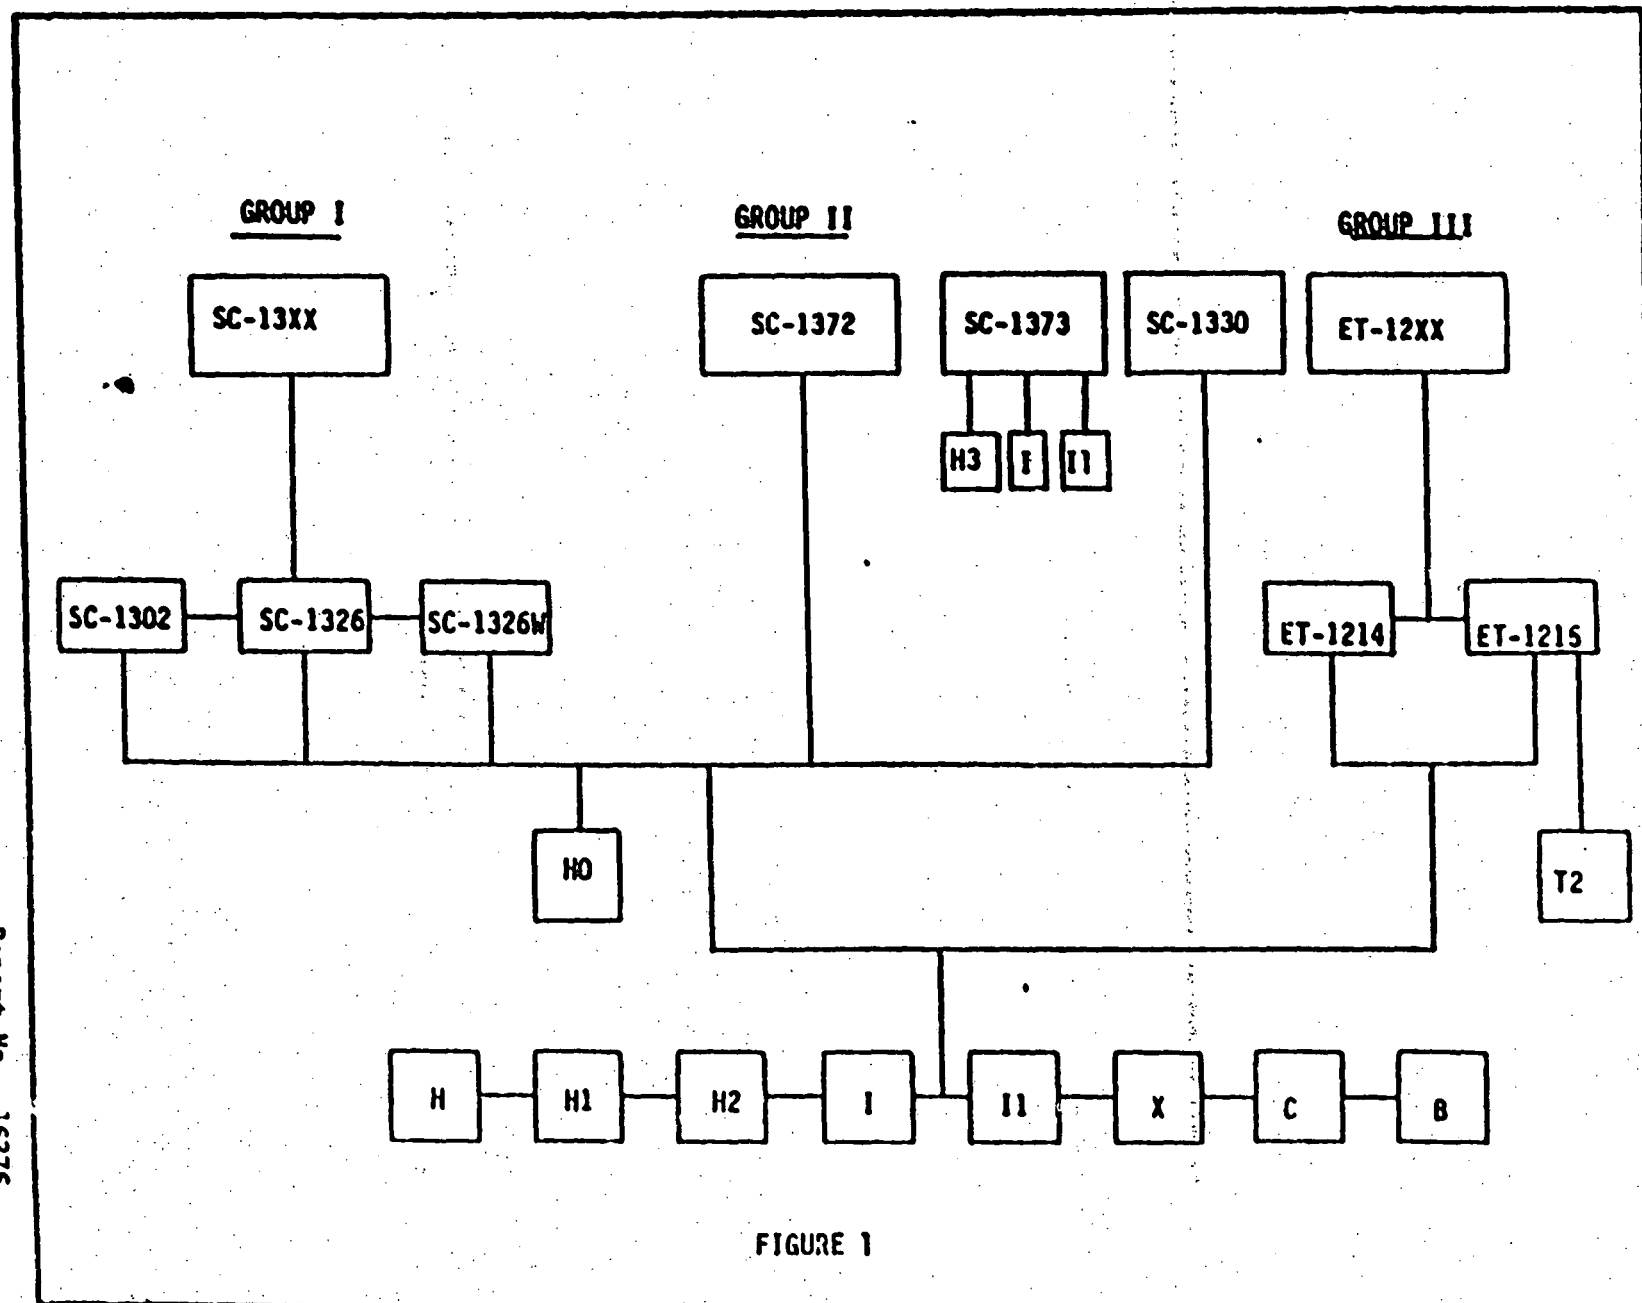 GROUP I
GROUP II
GROUP III
SC-13XX
SC-1372
SC-1373
SC-1330
ET-12XX
H3
I
I1
SC-1302
SC-1326
SC-1326W
ET-1214
ET-1215
HO
T2
H
H1
H2
I
I1
X
C
B
FIGURE 1